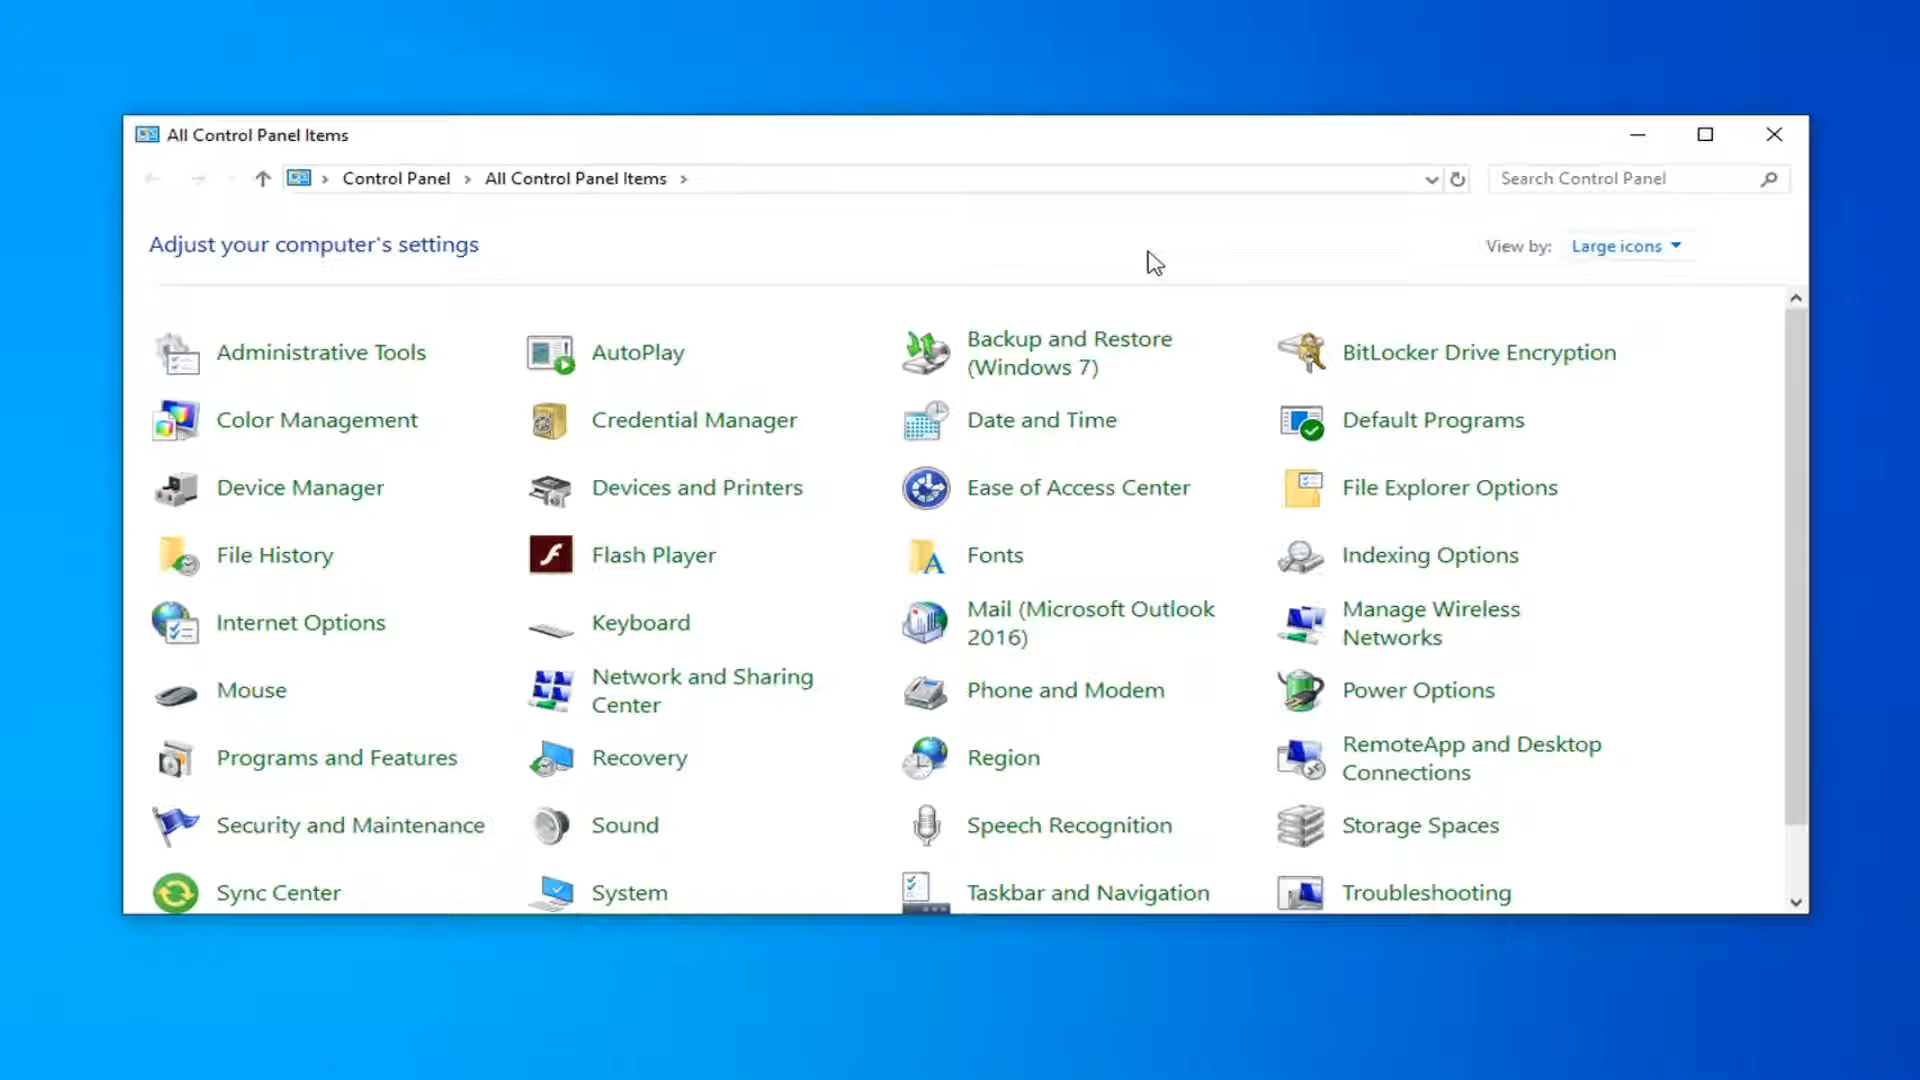 All Control Panel Items
Control Panel > All Control Panel Items >
Search Control Panel
Adjust your computer's settings
View by: Large icons
Administrative Tools
AutoPlay
Backup and Restore
(Windows 7)
BitLocker Drive Encryption
Color Management
Credential Manager
Date and Time
Default Programs
Device Manager
Devices and Printers
Ease of Access Center
File Explorer Options
File History
Flash Player
Fonts
Indexing Options
Internet Options
Keyboard
Mail (Microsoft Outlook
2016)
Manage Wireless
Networks
Mouse
Network and Sharing
Center
Phone and Modem
Power Options
Programs and Features
Recovery
Region
RemoteApp and Desktop
Connections
Security and Maintenance
Sound
Speech Recognition
Storage Spaces
Sync Center
System
Taskbar and Navigation
Troubleshooting